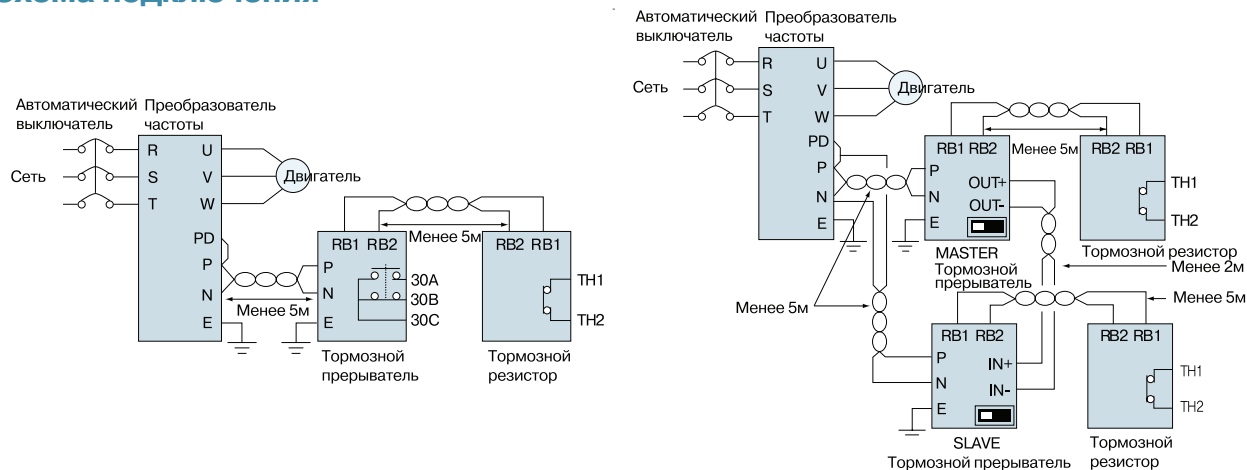 Схема подключения
Автоматический
выключатель
Преобразователь
частоты
Сеть
R
S
T
U
V
W
Двигатель
PD
P
N
E
Менее 5м
RB1 RB2
P
N
E
30A
30B
30C
Менее 5м
RB2 RB1
TH1
TH2
Тормозной
прерыватель
Тормозной
резистор
Автоматический
выключатель
Преобразователь
частоты
Сеть
R
S
T
U
V
W
Двигатель
PD
P
N
E
RB1 RB2
Менее 5м
RB2 RB1
P
N
E
OUT+
OUT-
TH1
TH2
MASTER
Тормозной
прерыватель
Тормозной резистор
Менее 2м
Менее 5м
Менее 5м
RB1 RB2
P
N
E
IN+
IN-
RB2 RB1
TH1
TH2
SLAVE
Тормозной прерыватель
Тормозной
резистор